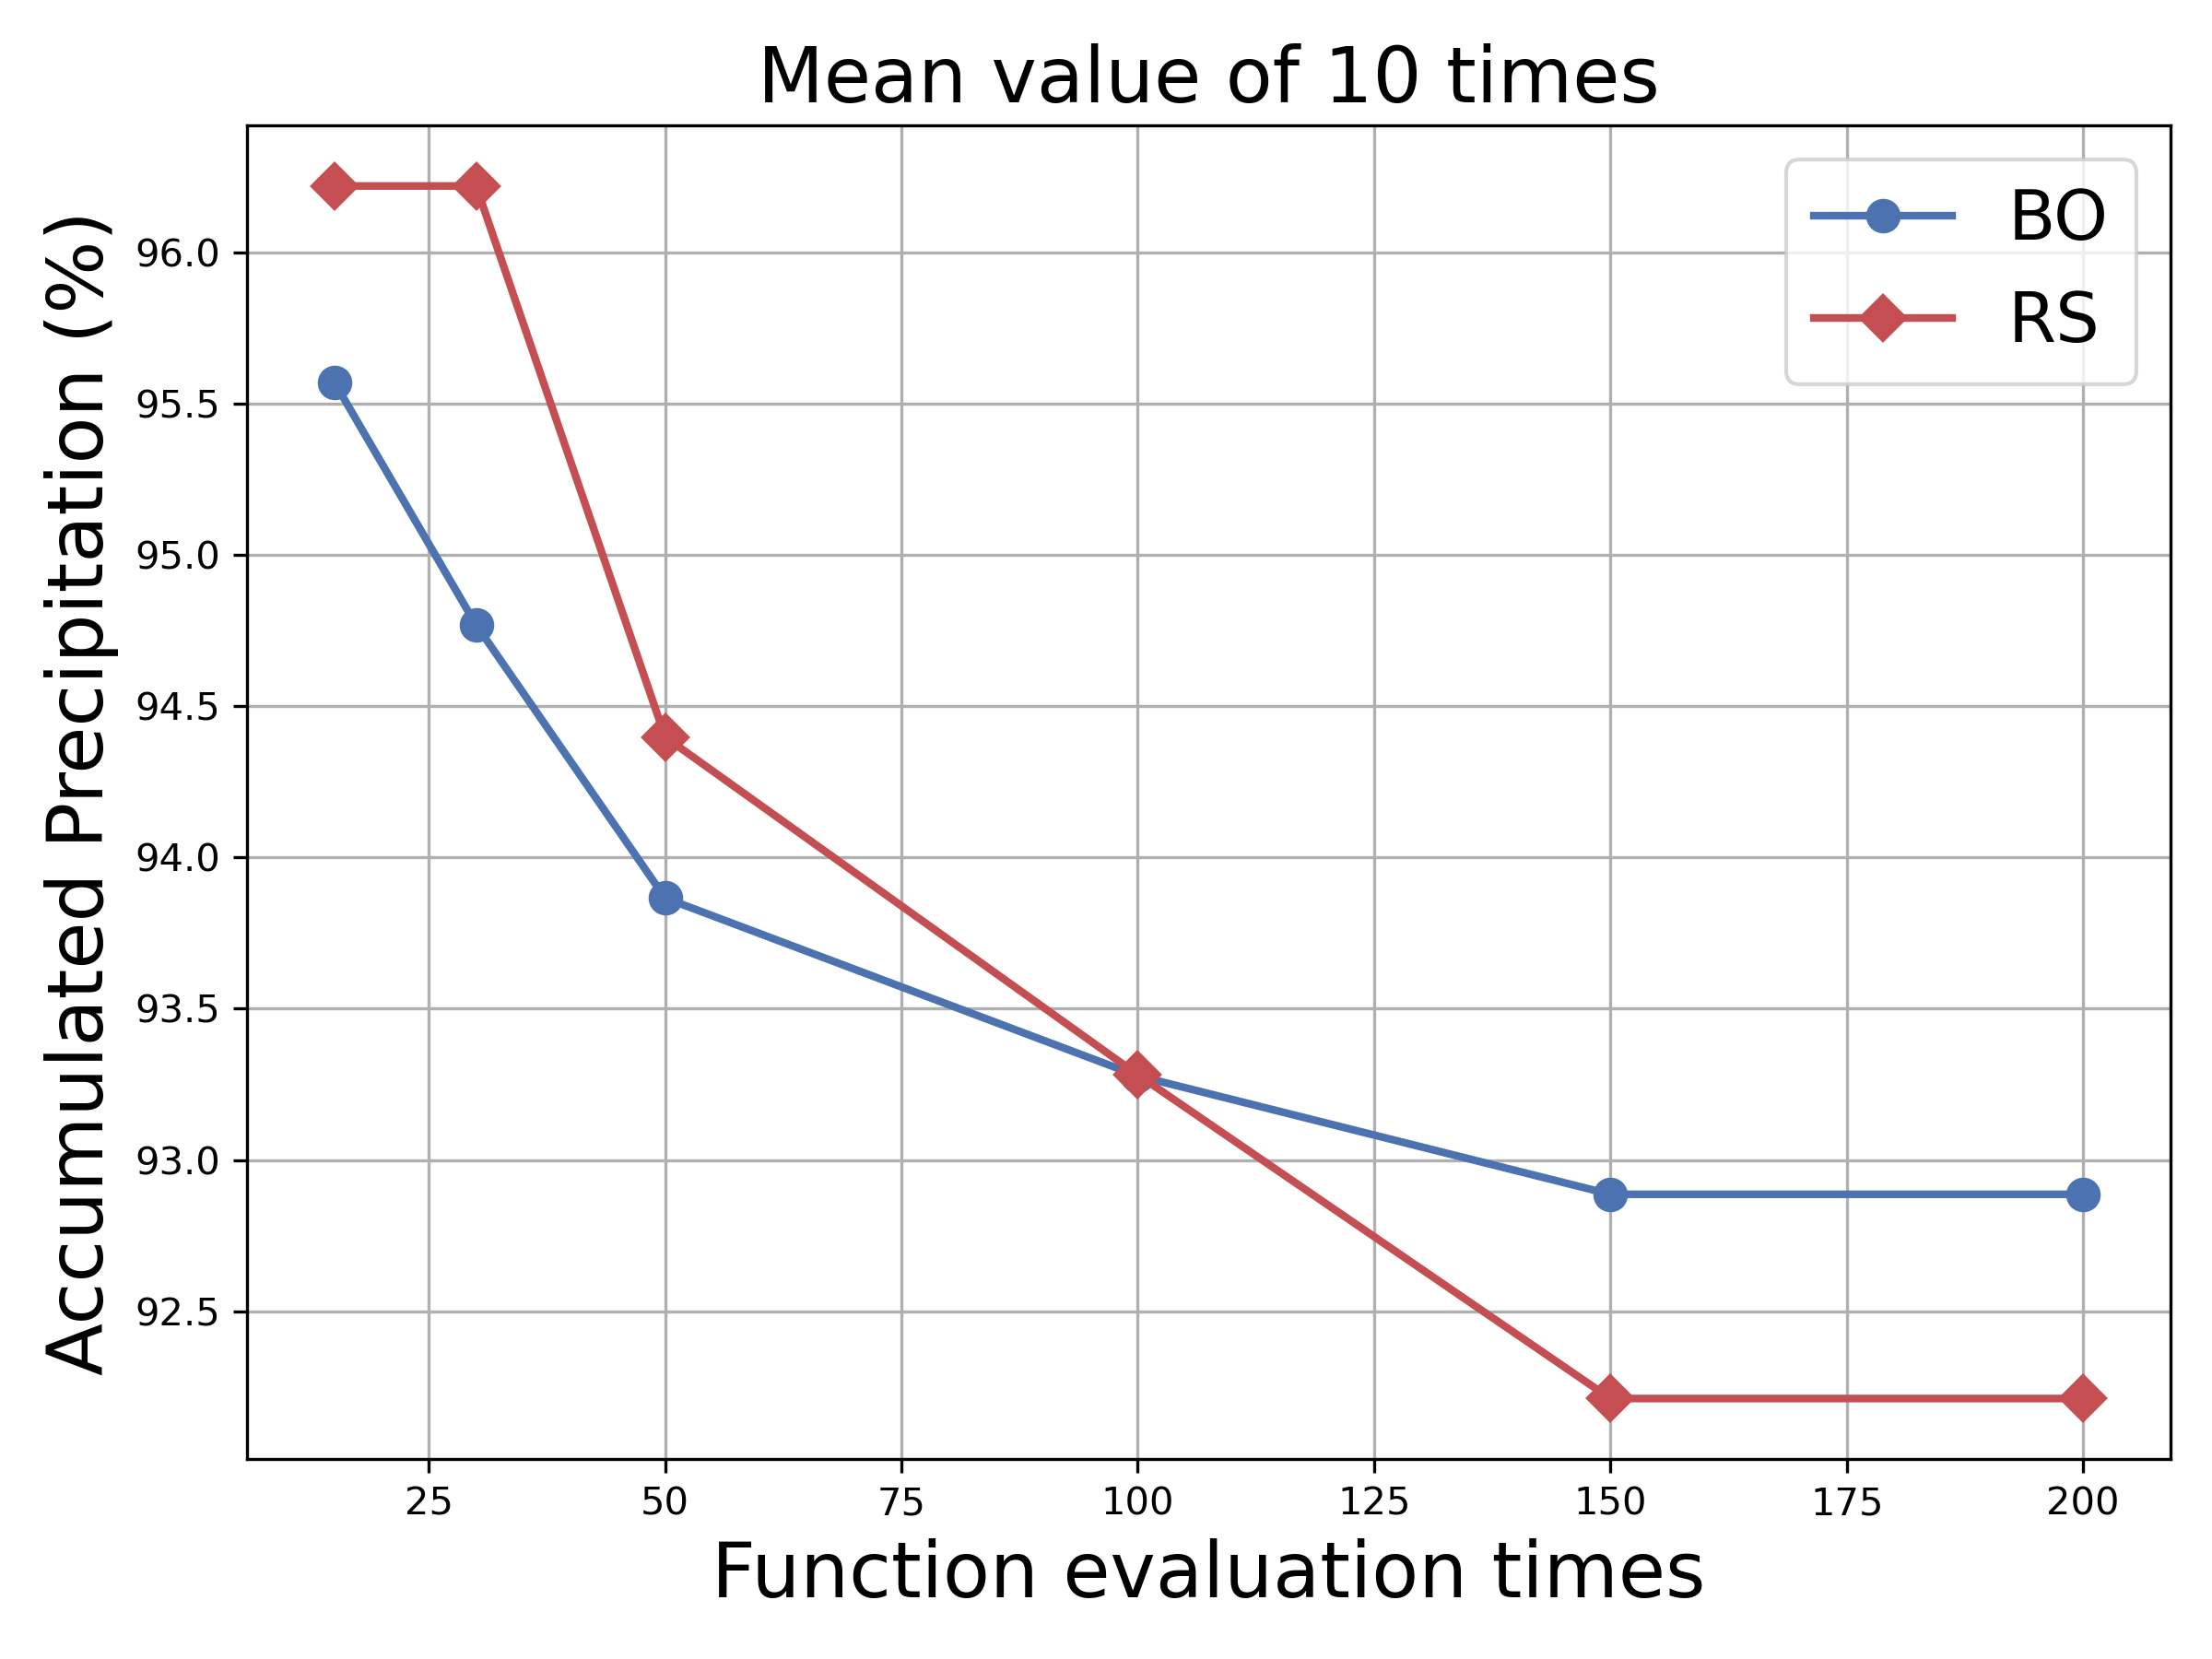 Mean value of 10 times
BO
RS
Accumulated Precipitation (%)
96.0
95.5
95.0
94.5
94.0
93.5
93.0
92.5
25 50 75 100 125 150 175 200
Function evaluation times